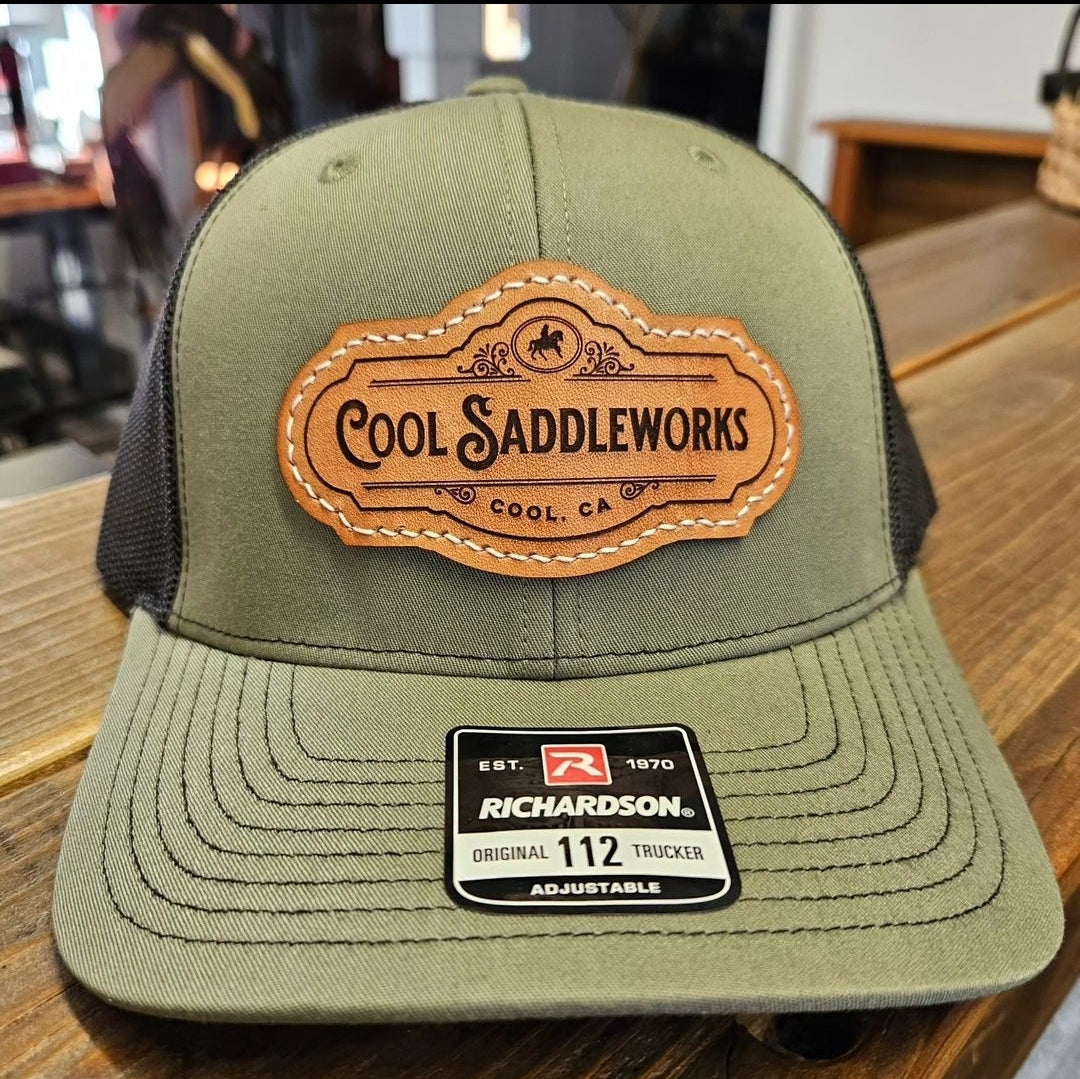 COOL SADDLEWORKS
COOL, CA
EST. R 1970
RICHARDSON®
ORIGINAL 112 TRUCKER
ADJUSTABLE